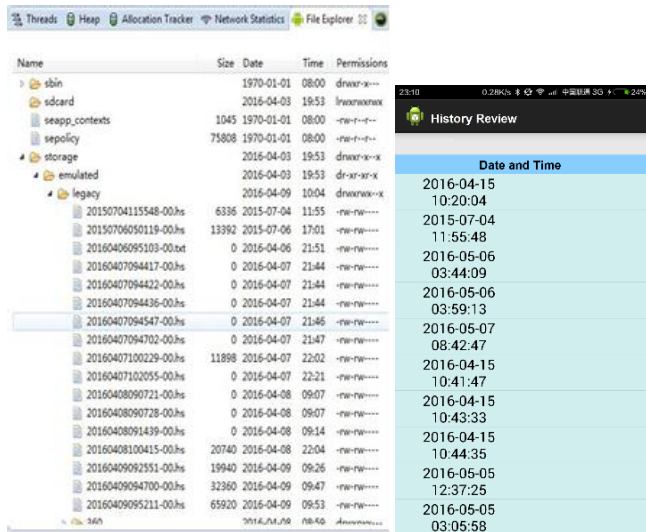 Threads Heap Allocation Tracker Network Statistics File Explorer
Name Size Date Time Permissions
sbin 1970-01-01 08:00 drwxr-x---
sdcard 2016-04-03 19:53 lrwxrwxrwx
seapp_contexts 1045 1970-01-01 08:00 -rw-r--r--
sepolicy 75808 1970-01-01 08:00 -rw-r--r--
storage 2016-04-03 19:53 drwxr-x--x
emulated 2016-04-03 19:53 dr-xr-xr-x
legacy 2016-04-09 10:04 drwxrwx--x
20150704115548-00.hs 6336 2015-07-04 11:55 -rw-rw----
20150706050119-00.hs 13392 2015-07-06 17:01 -rw-rw----
20160406095103-00.txt 0 2016-04-06 21:51 -rw-rw----
20160407094417-00.hs 0 2016-04-07 21:44 -rw-rw----
20160407094422-00.hs 0 2016-04-07 21:44 -rw-rw----
20160407094436-00.hs 0 2016-04-07 21:44 -rw-rw----
20160407094547-00.hs 0 2016-04-07 21:46 -rw-rw----
20160407094702-00.hs 0 2016-04-07 21:47 -rw-rw----
20160407100229-00.hs 11898 2016-04-07 22:02 -rw-rw----
20160407102055-00.hs 0 2016-04-07 22:21 -rw-rw----
20160408090721-00.hs 0 2016-04-08 09:07 -rw-rw----
20160408090728-00.hs 0 2016-04-08 09:07 -rw-rw----
20160408091439-00.hs 0 2016-04-08 09:14 -rw-rw----
20160408100415-00.hs 20740 2016-04-08 22:04 -rw-rw----
20160409092551-00.hs 19940 2016-04-09 09:26 -rw-rw----
20160409094700-00.hs 32360 2016-04-09 09:47 -rw-rw----
20160409095211-00.hs 65920 2016-04-09 09:53 -rw-rw----
360 2016-04-08 08:59
23:10 0.28K/s 中国联通 3G 24%
History Review
Date and Time
2016-04-15
10:20:04
2015-07-04
11:55:48
2016-05-06
03:44:09
2016-05-06
03:59:13
2016-05-07
08:42:47
2016-04-15
10:41:47
2016-04-15
10:43:33
2016-04-15
10:44:35
2016-05-05
12:37:25
2016-05-05
03:05:58